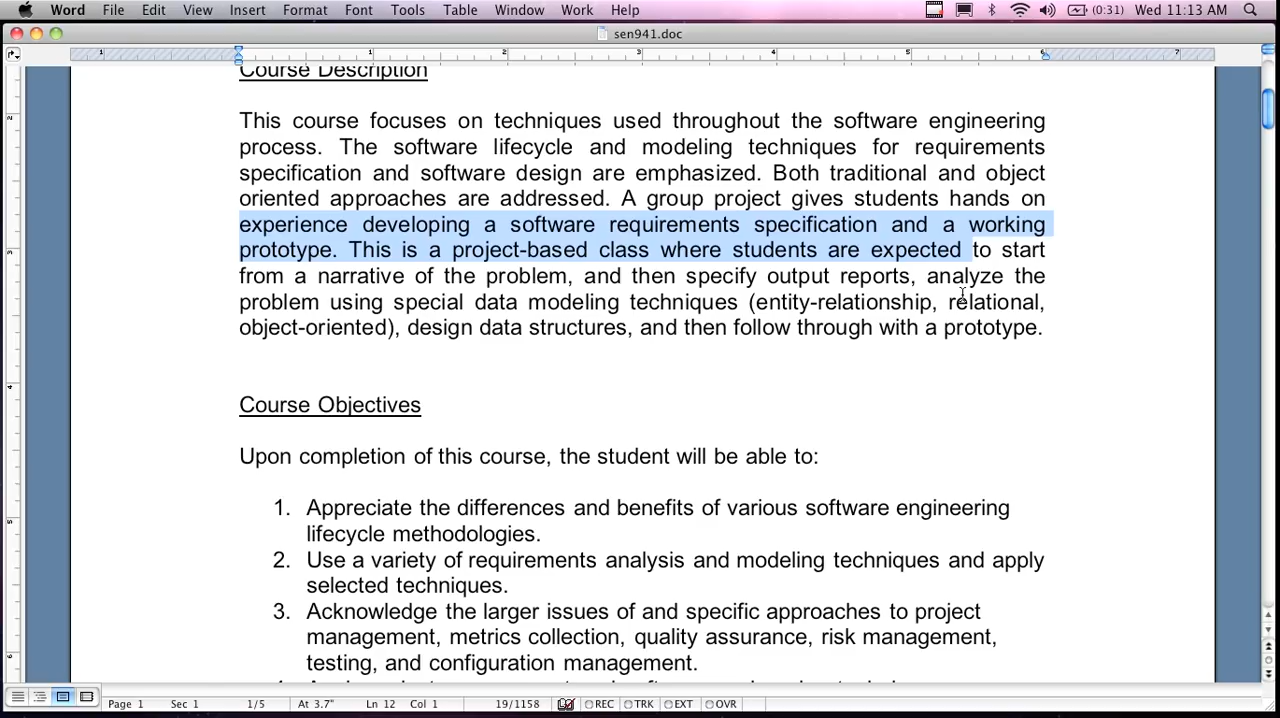 Word File Edit View Insert Format Font Tools Table Window Work Help (0:31) Wed 11:13 AM
sen941.doc
1 1 2 3 4 5 6 7
Course Description
This course focuses on techniques used throughout the software engineering
process. The software lifecycle and modeling techniques for requirements
specification and software design are emphasized. Both traditional and object
oriented approaches are addressed. A group project gives students hands on
experience developing a software requirements specification and a working
prototype. This is a project-based class where students are expected to start
from a narrative of the problem, and then specify output reports, analyze the
problem using special data modeling techniques (entity-relationship, relational,
object-oriented), design data structures, and then follow through with a prototype.
Course Objectives
Upon completion of this course, the student will be able to:
1. Appreciate the differences and benefits of various software engineering
lifecycle methodologies.
2. Use a variety of requirements analysis and modeling techniques and apply
selected techniques.
3. Acknowledge the larger issues of and specific approaches to project
management, metrics collection, quality assurance, risk management,
testing, and configuration management.
Page 1 Sec 1 1/5 At 3.7" Ln 12 Col 1 19/1158 REC TRK EXT OVR